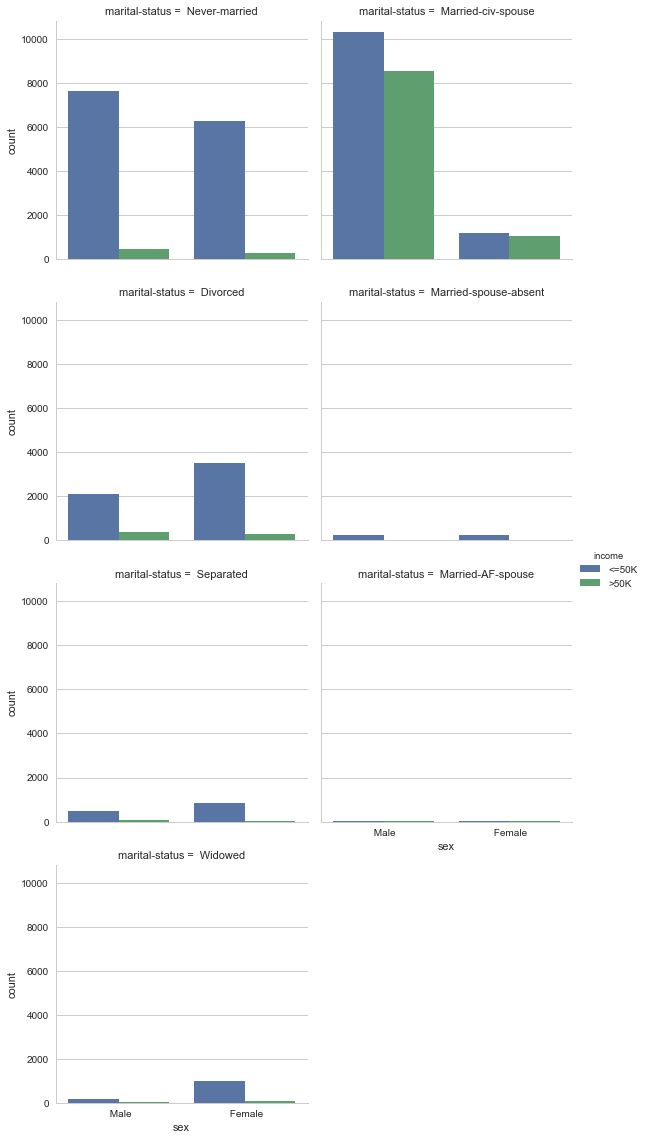 marital-status = Never-married
marital-status = Married-civ-spouse
10000
8000
6000
4000
2000
0
count
marital-status = Divorced
marital-status = Married-spouse-absent
10000
8000
6000
4000
2000
0
count
income
<=50K
>50K
marital-status = Separated
marital-status = Married-AF-spouse
10000
8000
6000
4000
2000
0
count
Male
Female
sex
marital-status = Widowed
10000
8000
6000
4000
2000
0
count
Male
Female
sex